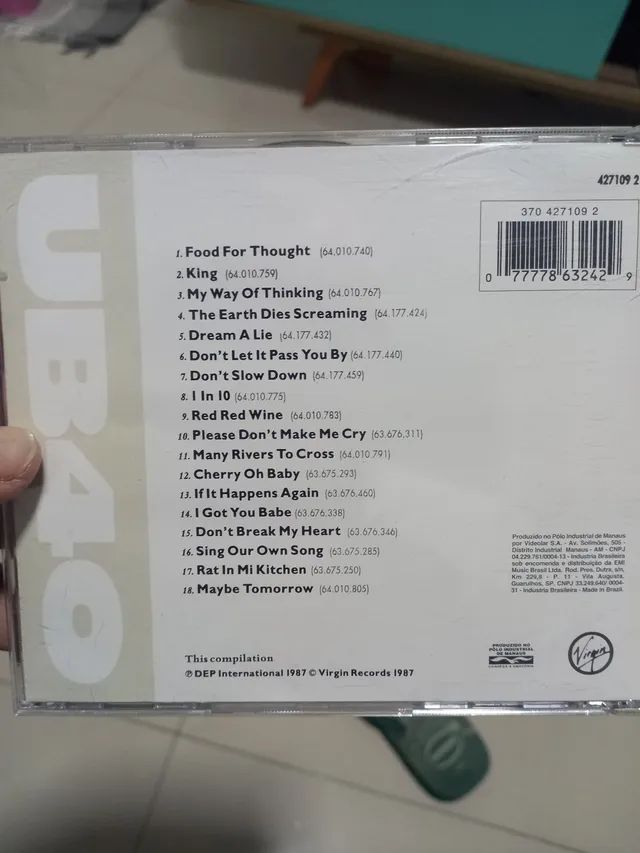 UB40
427109 2
370 427109 2
0 77778 63242 9
1. Food For Thought (64.010.740)
2. King (64.010.759)
3. My Way Of Thinking (64.010.767)
4. The Earth Dies Screaming (64.177.424)
5. Dream A Lie (64.177.432)
6. Don't Let It Pass You By (64.177.440)
7. Don't Slow Down (64.177.459)
8. 1 In 10 (64.010.775)
9. Red Red Wine (64.010.783)
10. Please Don't Make Me Cry (63.676.311)
11. Many Rivers To Cross (64.010.791)
12. Cherry Oh Baby (63.675.293)
13. If It Happens Again (63.676.460)
14. I Got You Babe (63.676.338)
15. Don't Break My Heart (63.676.346)
16. Sing Our Own Song (63.675.285)
17. Rat In Mi Kitchen (63.675.250)
18. Maybe Tomorrow (64.010.805)
Produzido no Pólo Industrial de Manaus
por Videolar S.A. - Av. Solimões, 505 -
Distrito Industrial Manaus - AM - CNPJ
04.229.761/0004-13 - Indústria Brasileira
sob encomenda e distribuição da EMI
Music Brasil Ltda. Rod. Pres. Dutra, s/n,
Km 229,8 - P. 11 - Vila Augusta.
Guarulhos, SP. CNPJ 33.249.640/ 0004-
31 - Indústria Brasileira - Made in Brazil.
This compilation
℗ DEP International 1987 © Virgin Records 1987
PRODUZIDO NO
PÓLO INDUSTRIAL
DE MANAUS
CONHEÇA A AMAZÔNIA
Virgin